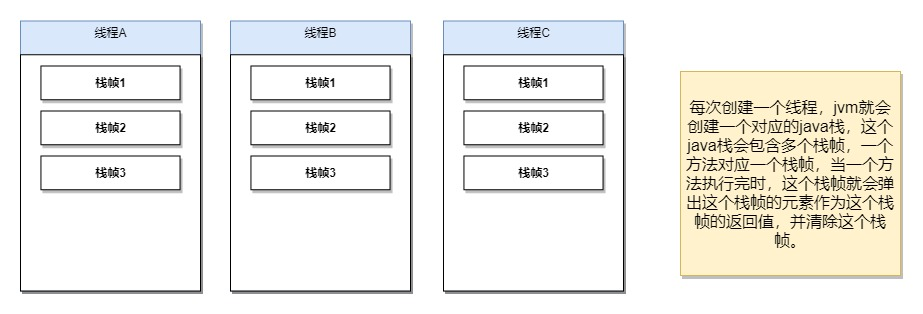 线程A
栈帧1
栈帧2
栈帧3
线程B
栈帧1
栈帧2
栈帧3
线程C
栈帧1
栈帧2
栈帧3
每次创建一个线程，jvm就会
创建一个对应的java栈，这个
java栈会包含多个栈帧，一个
方法对应一个栈帧，当一个方
法执行完时，这个栈帧就会弹
出这个栈帧的元素作为这个栈
帧的返回值，并清除这个栈
帧。